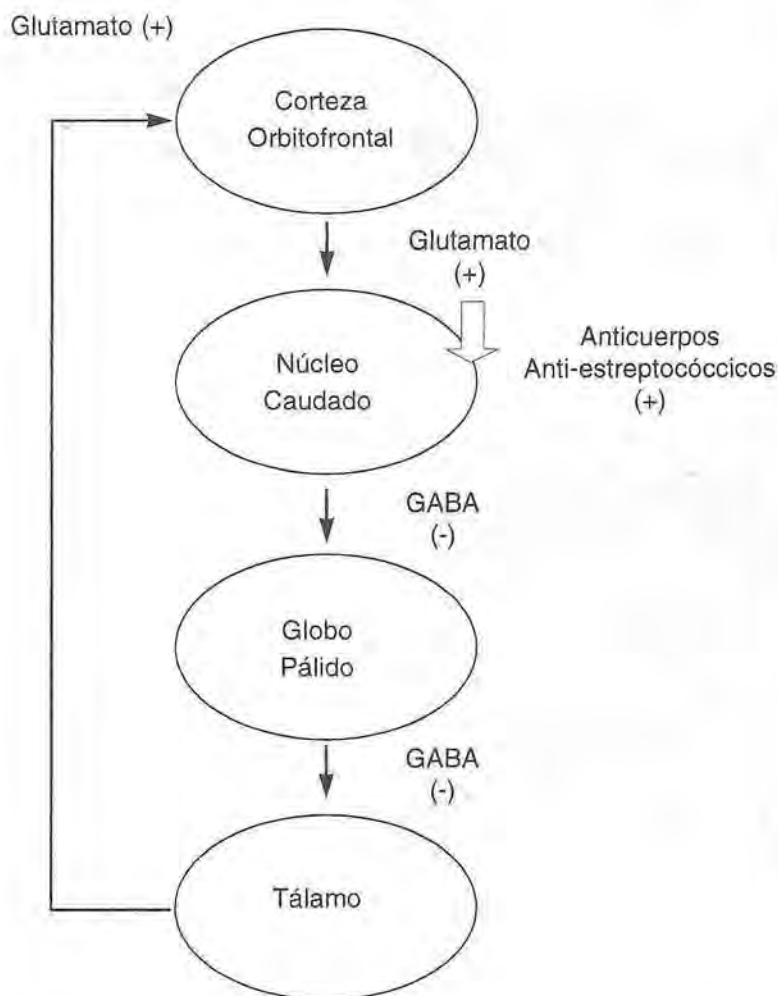 Glutamato (+)
Corteza
Orbitofrontal
Glutamato
(+)
Núcleo
Caudado
Anticuerpos
Anti-estreptocóccicos
(+)
GABA
(-)
Globo
Pálido
GABA
(-)
Tálamo